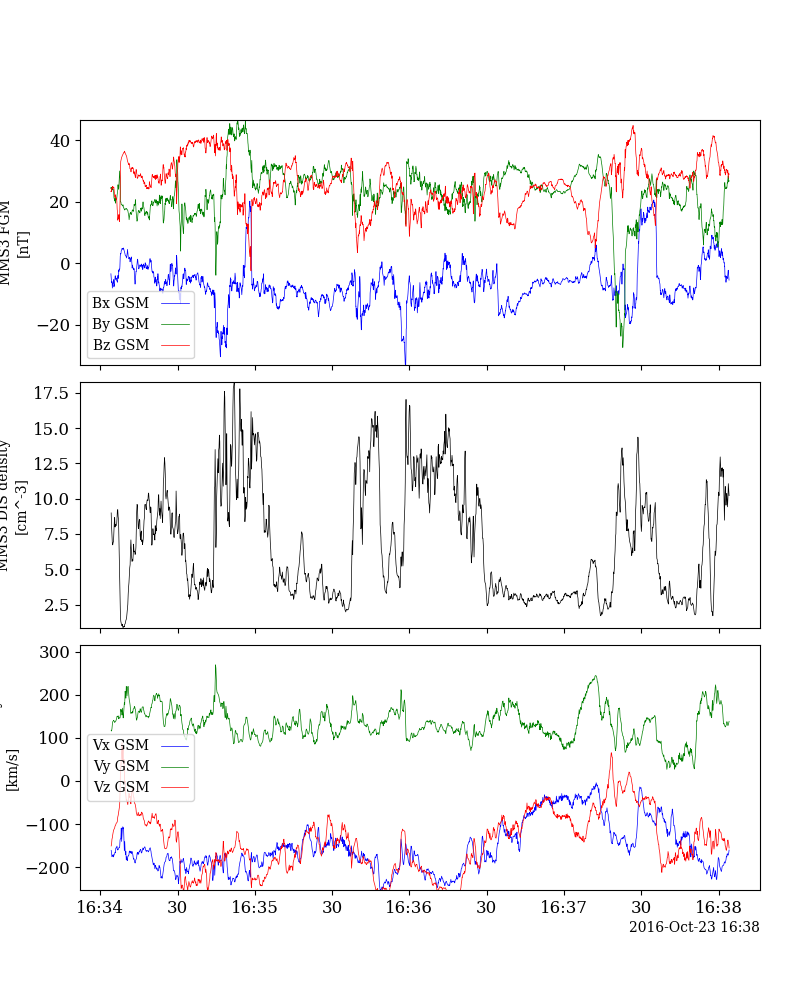 40
20
0
−20
MMS3 FGM
[nT]
Bx GSM
By GSM
Bz GSM
17.5
15.0
12.5
10.0
7.5
5.0
2.5
MMS3 DIS density
[cm^-3]
300
200
100
0
−100
−200
[km/s]
Vx GSM
Vy GSM
Vz GSM
16:34
30
16:35
30
16:36
30
16:37
30
16:38
2016-Oct-23 16:38